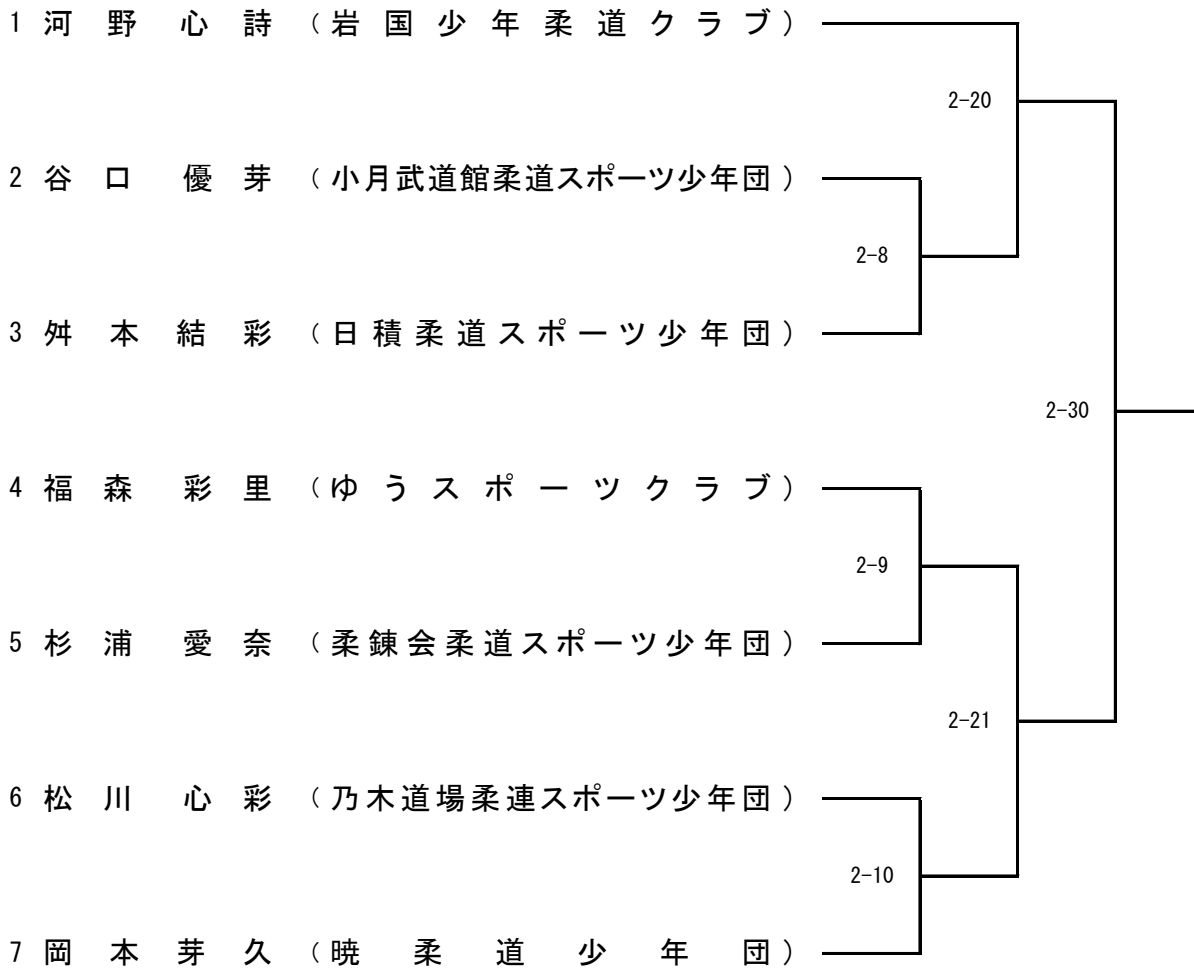 1 河野心詩 (岩国少年柔道クラブ)
2-20
2 谷口優芽 (小月武道館柔道スポーツ少年団)
2-8
3 舛本結彩 (日積柔道スポーツ少年団)
2-30
4 福森彩里 (ゆうスポーツクラブ)
2-9
5 杉浦愛奈 (柔錬会柔道スポーツ少年団)
2-21
6 松川心彩 (乃木道場柔連スポーツ少年団)
2-10
7 岡本芽久 (暁柔道少年団)